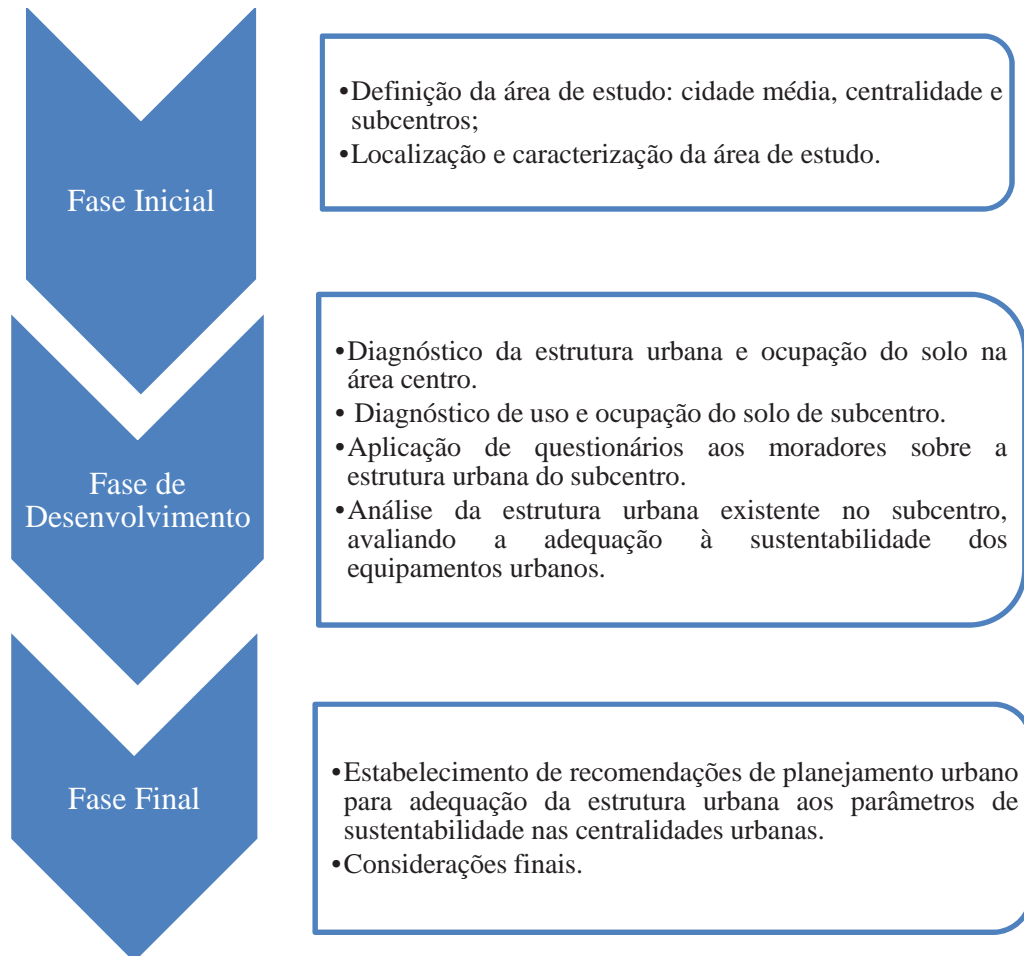 Fase Inicial
•Definição da área de estudo: cidade média, centralidade e
subcentros;
•Localização e caracterização da área de estudo.
Fase de
Desenvolvimento
•Diagnóstico da estrutura urbana e ocupação do solo na
área centro.
• Diagnóstico de uso e ocupação do solo de subcentro.
•Aplicação de questionários aos moradores sobre a
estrutura urbana do subcentro.
•Análise da estrutura urbana existente no subcentro,
avaliando a adequação à sustentabilidade dos
equipamentos urbanos.
Fase Final
•Estabelecimento de recomendações de planejamento urbano
para adequação da estrutura urbana aos parâmetros de
sustentabilidade nas centralidades urbanas.
•Considerações finais.